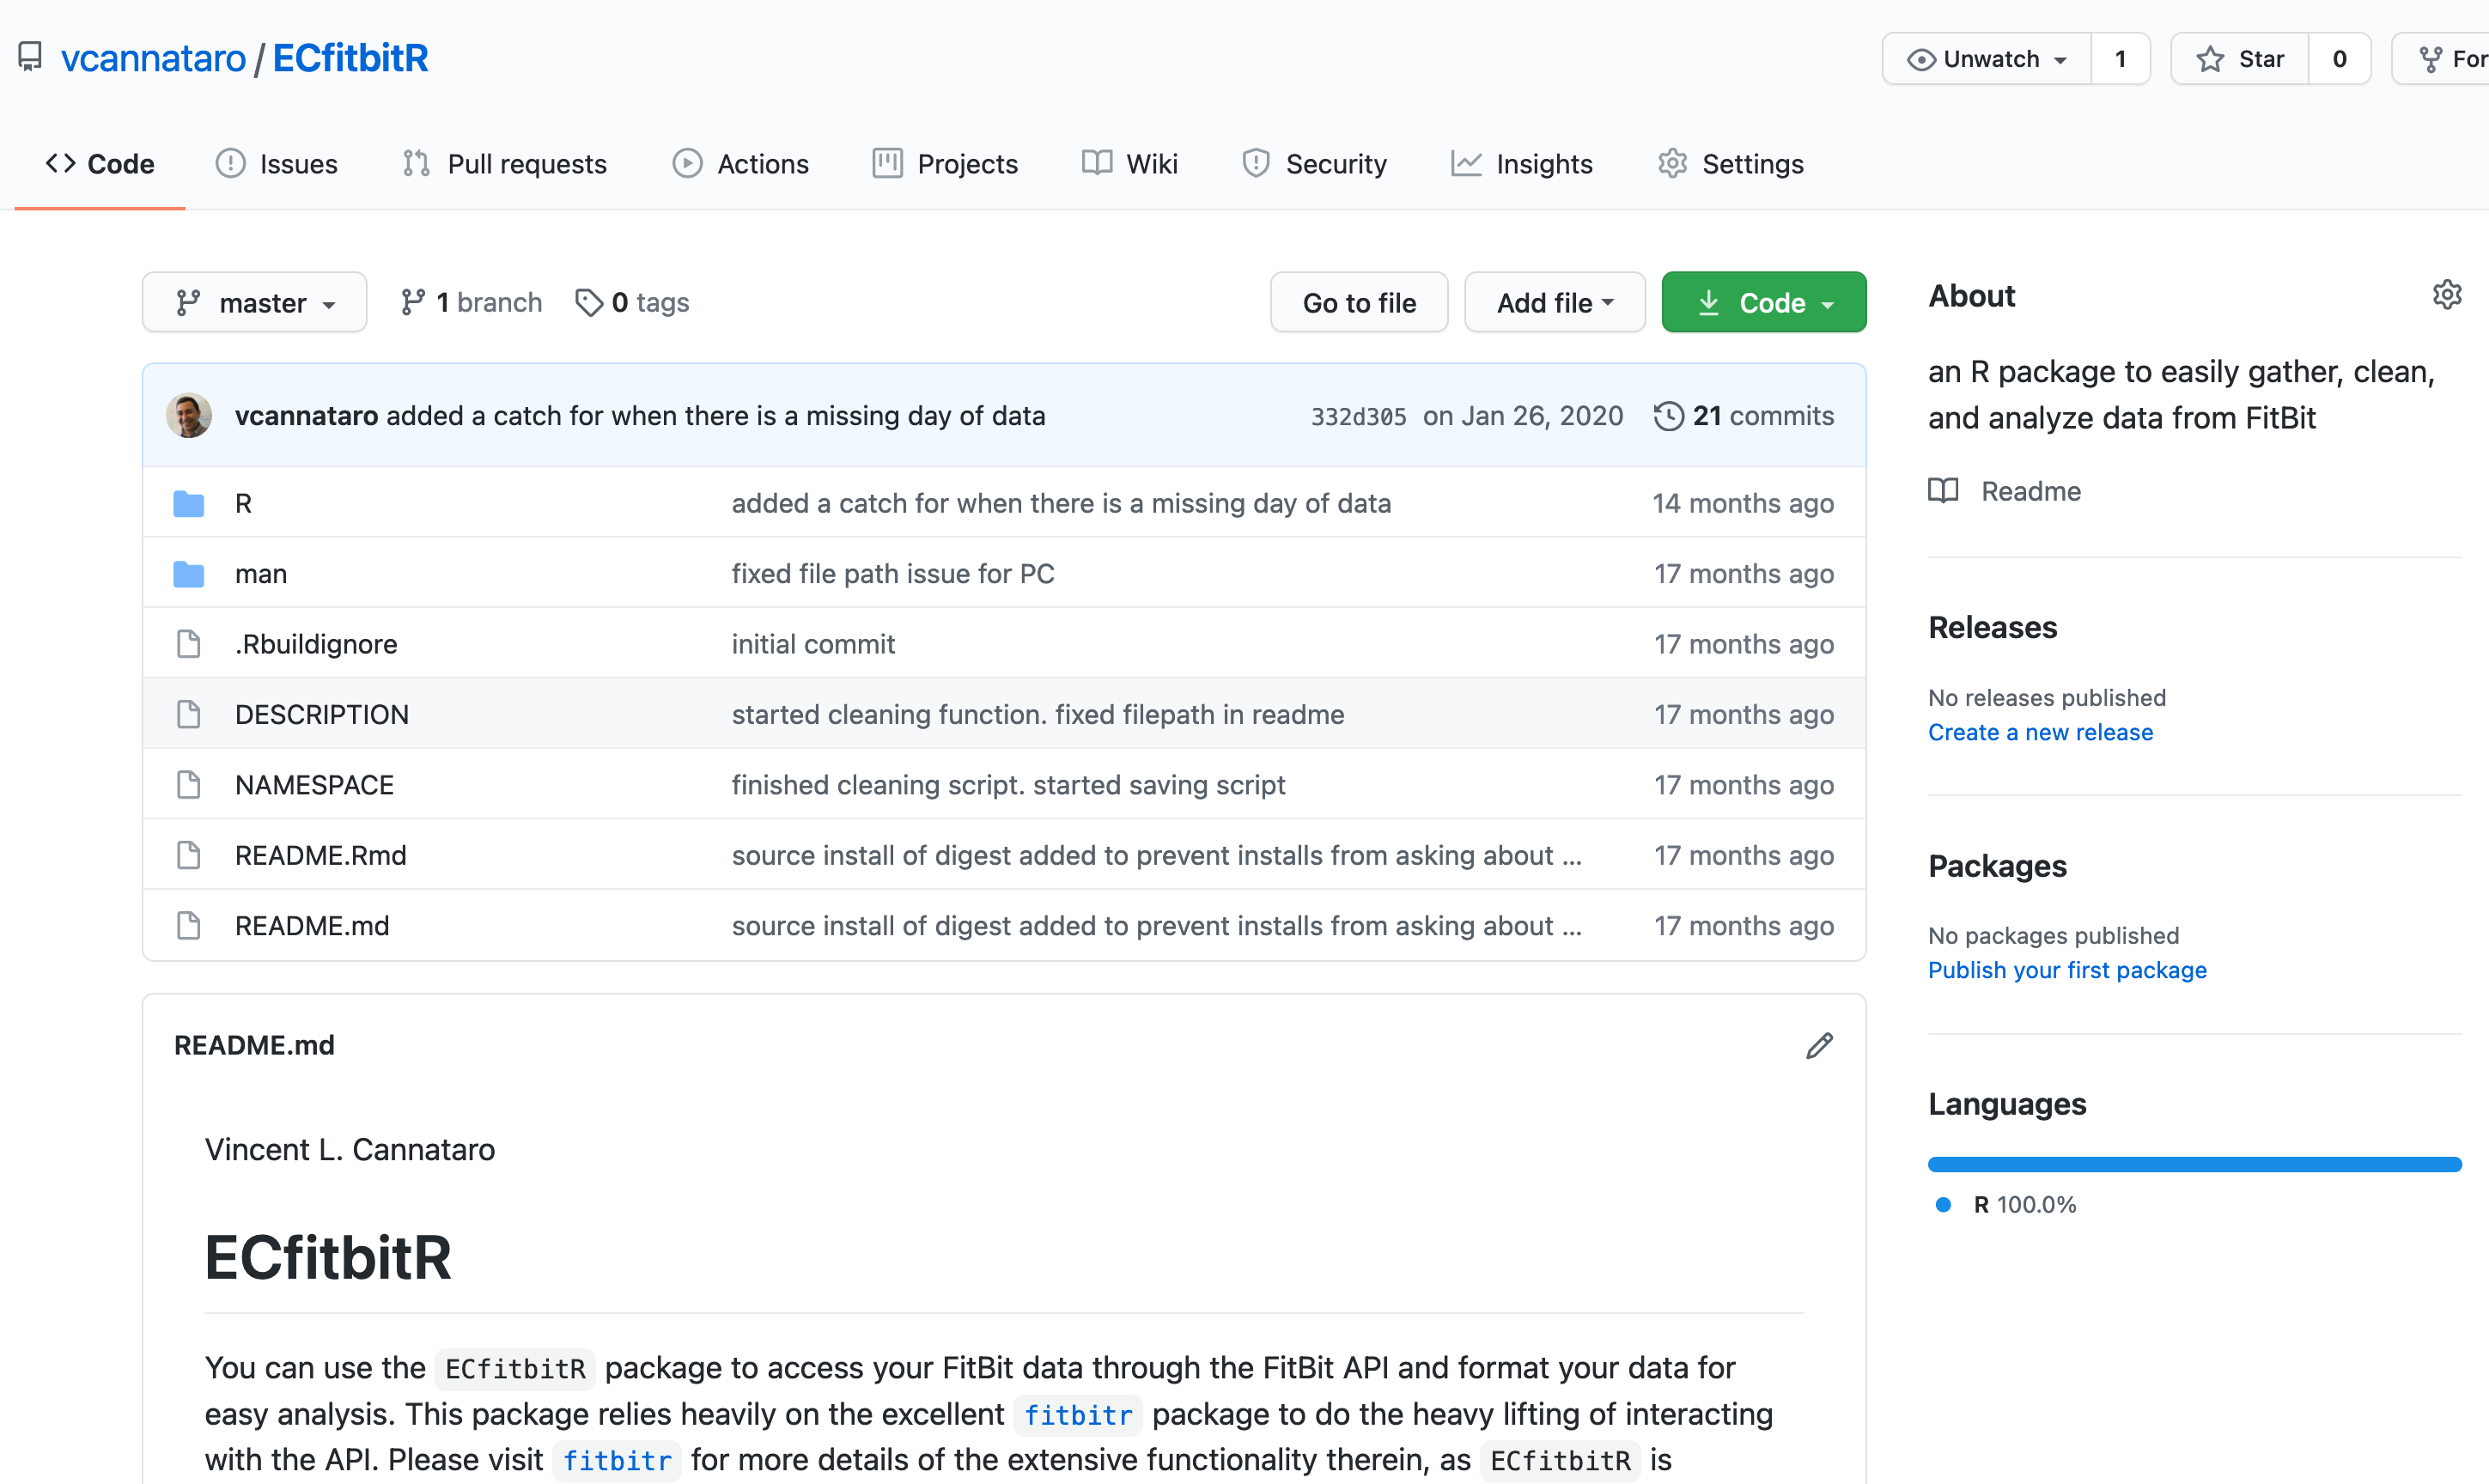 vcannataro / ECfitbitR
Unwatch 1 Star 0 For
Code Issues Pull requests Actions Projects Wiki Security Insights Settings
master 1 branch 0 tags Go to file Add file Code
vcannataro added a catch for when there is a missing day of data 332d305 on Jan 26, 2020 21 commits
R added a catch for when there is a missing day of data 14 months ago
man fixed file path issue for PC 17 months ago
.Rbuildignore initial commit 17 months ago
DESCRIPTION started cleaning function. fixed filepath in readme 17 months ago
NAMESPACE finished cleaning script. started saving script 17 months ago
README.Rmd source install of digest added to prevent installs from asking about ... 17 months ago
README.md source install of digest added to prevent installs from asking about ... 17 months ago
README.md
Vincent L. Cannataro
ECfitbitR
You can use the ECfitbitR package to access your FitBit data through the FitBit API and format your data for
easy analysis. This package relies heavily on the excellent fitbitr package to do the heavy lifting of interacting
with the API. Please visit fitbitr for more details of the extensive functionality therein, as ECfitbitR is
About
an R package to easily gather, clean,
and analyze data from FitBit
Readme
Releases
No releases published
Create a new release
Packages
No packages published
Publish your first package
Languages
R 100.0%